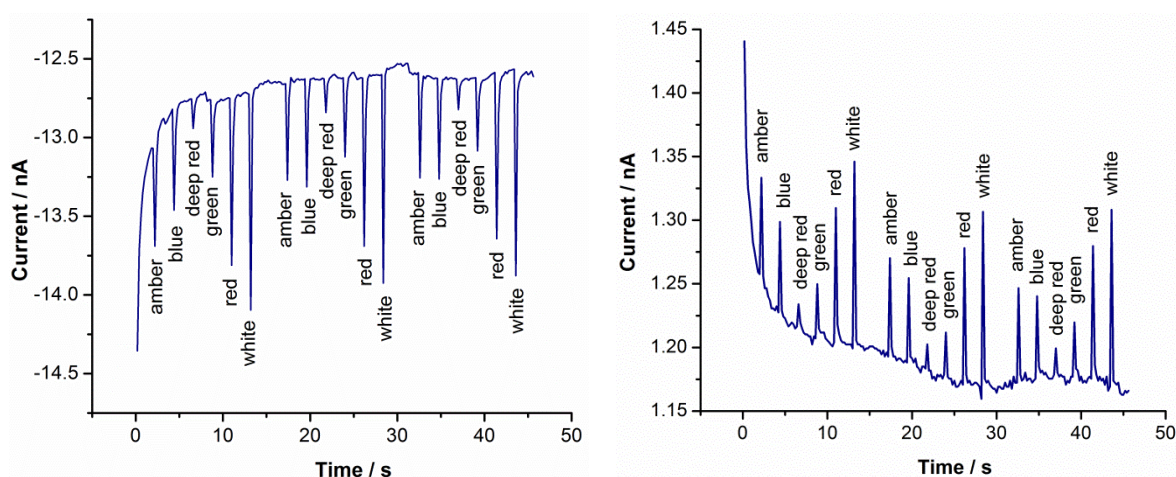 -12.5
-13.0
-13.5
-14.0
-14.5
Current / nA
amber
blue
deep red
green
red
white
amber
blue
deep red
green
red
white
amber
blue
deep red
green
red
white
0 10 20 30 40 50
Time / s
1.45
1.40
1.35
1.30
1.25
1.20
1.15
Current / nA
amber
blue
deep red
green
red
white
amber
blue
deep red
green
red
white
amber
blue
deep red
green
red
white
0 10 20 30 40 50
Time / s